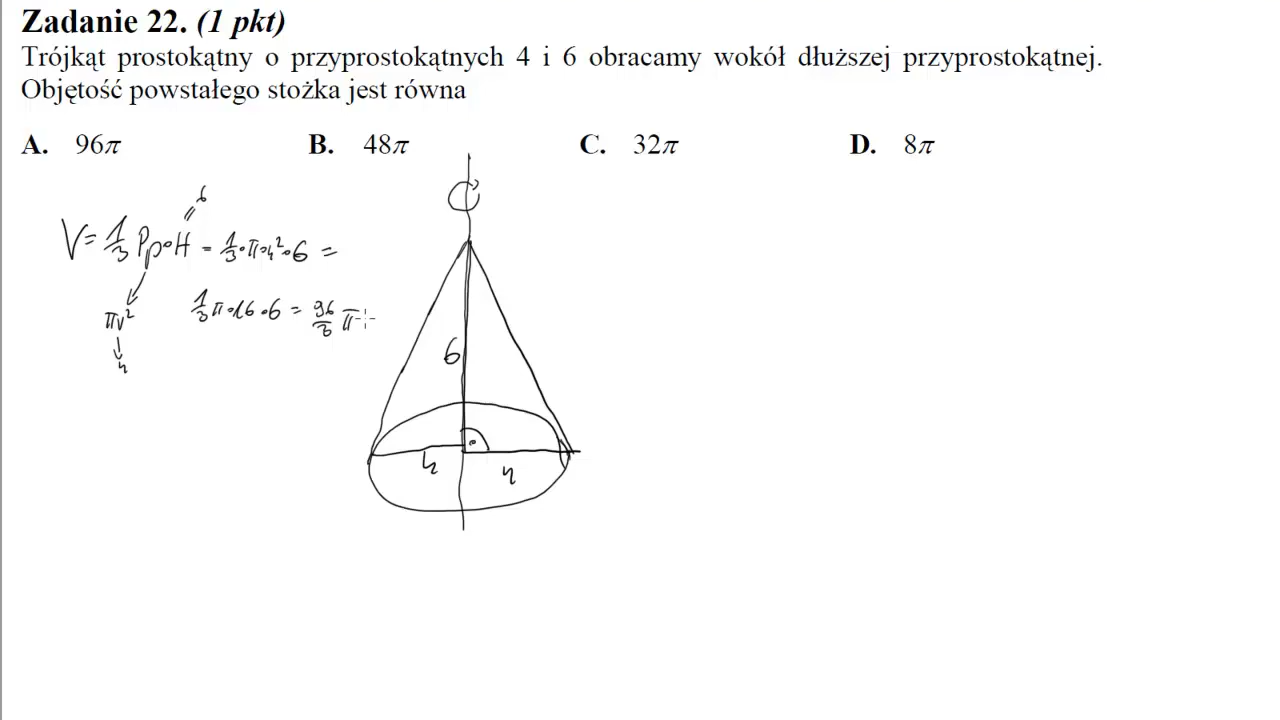 Zadanie 22. (1 pkt)
Trójkąt prostokątny o przyprostokątnych 4 i 6 obracamy wokół dłuższej przyprostokątnej.
Objętość powstałego stożka jest równa
A. 96π B. 48π C. 32π D. 8π
6
V = 1/3 Pp · H = 1/3 · π · 4² · 6 =
πr²
1/3 π · 16 · 6 = 96/3 π
4
6
4 4